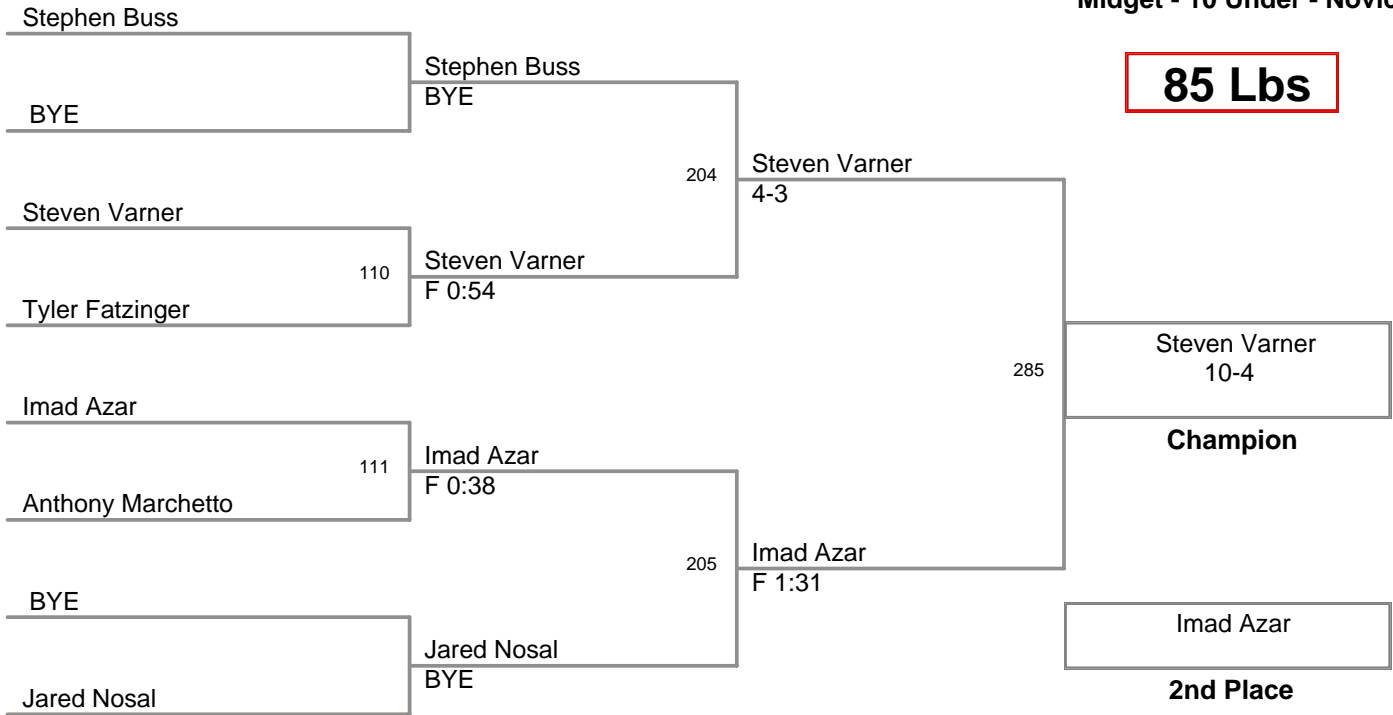 Midget - 10 Under - Novic
85 Lbs
Stephen Buss
BYE
Steven Varner
Tyler Fatzinger
Imad Azar
Anthony Marchetto
BYE
Jared Nosal
Stephen Buss
BYE
110
Steven Varner
F 0:54
111
Imad Azar
F 0:38
Jared Nosal
BYE
204
Steven Varner
4-3
205
Imad Azar
F 1:31
285
Steven Varner
10-4
Champion
Imad Azar
2nd Place